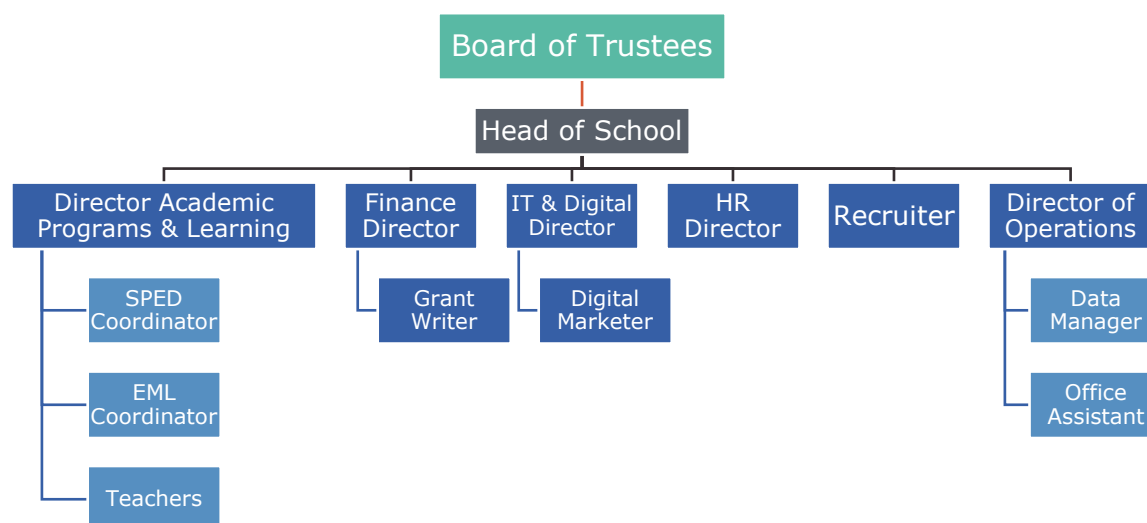 Board of Trustees
Head of School
Director Academic
Programs & Learning
Finance
Director
IT & Digital
Director
HR
Director
Recruiter
Director of
Operations
SPED
Coordinator
Grant
Writer
Digital
Marketer
Data
Manager
EML
Coordinator
Office
Assistant
Teachers